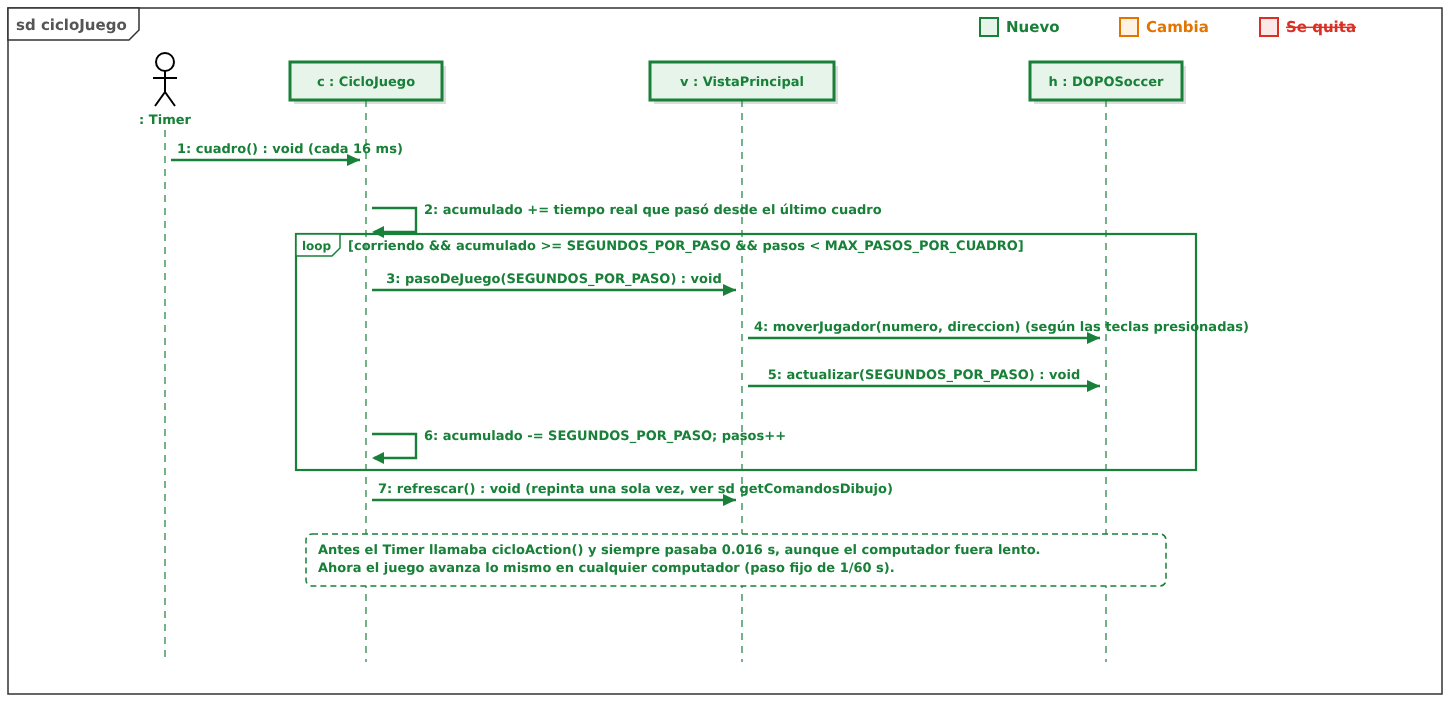 sd cicloJuego
Nuevo
Cambia
Se quita
c : CicloJuego
v : VistaPrincipal
h : DOPOSoccer
: Timer
1: cuadro() : void (cada 16 ms)
2: acumulado += tiempo real que pasó desde el último cuadro
loop
[corriendo && acumulado >= SEGUNDOS_POR_PASO && pasos < MAX_PASOS_POR_CUADRO]
3: pasoDeJuego(SEGUNDOS_POR_PASO) : void
4: moverJugador(numero, direccion) (según las teclas presionadas)
5: actualizar(SEGUNDOS_POR_PASO) : void
6: acumulado -= SEGUNDOS_POR_PASO; pasos++
7: refrescar() : void (repinta una sola vez, ver sd getComandosDibujo)
Antes el Timer llamaba cicloAction() y siempre pasaba 0.016 s, aunque el computador fuera lento.
Ahora el juego avanza lo mismo en cualquier computador (paso fijo de 1/60 s).